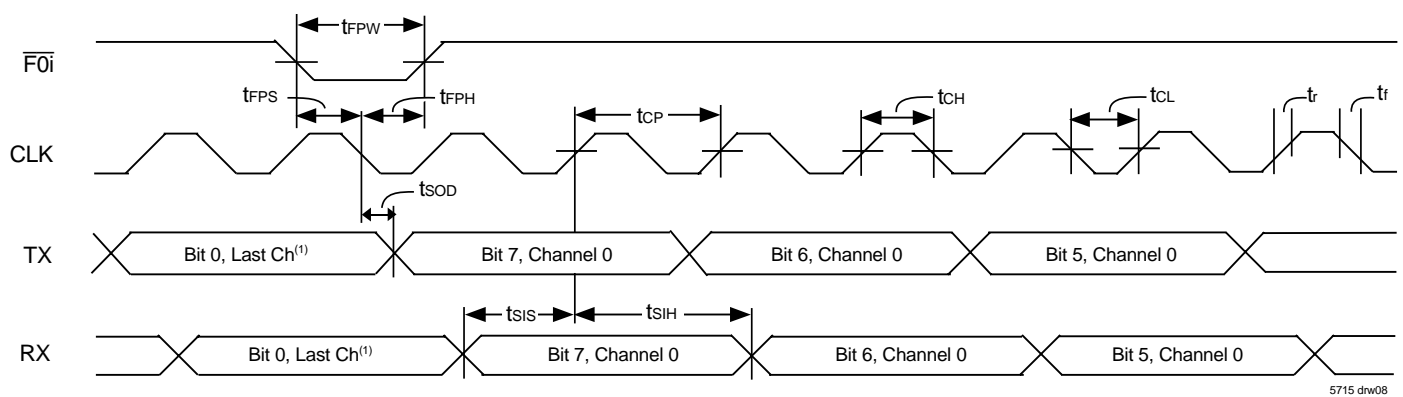 tFPW
F0i
tFPS
tFPH
tCP
tCH
tCL
tr
tf
CLK
tSOD
TX
Bit 0, Last Ch(1)
Bit 7, Channel 0
Bit 6, Channel 0
Bit 5, Channel 0
tSIS
tSIH
RX
Bit 0, Last Ch(1)
Bit 7, Channel 0
Bit 6, Channel 0
Bit 5, Channel 0
5715 drw08